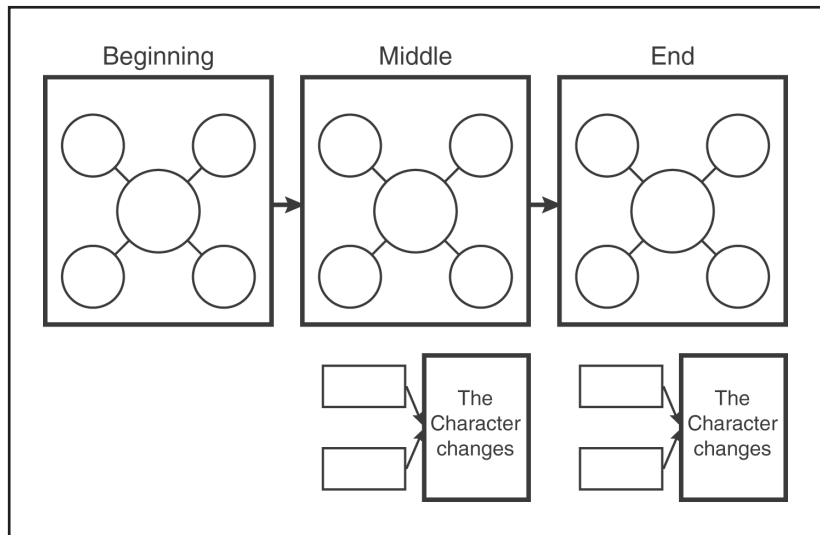 Beginning
Middle
End
The
Character
changes
The
Character
changes